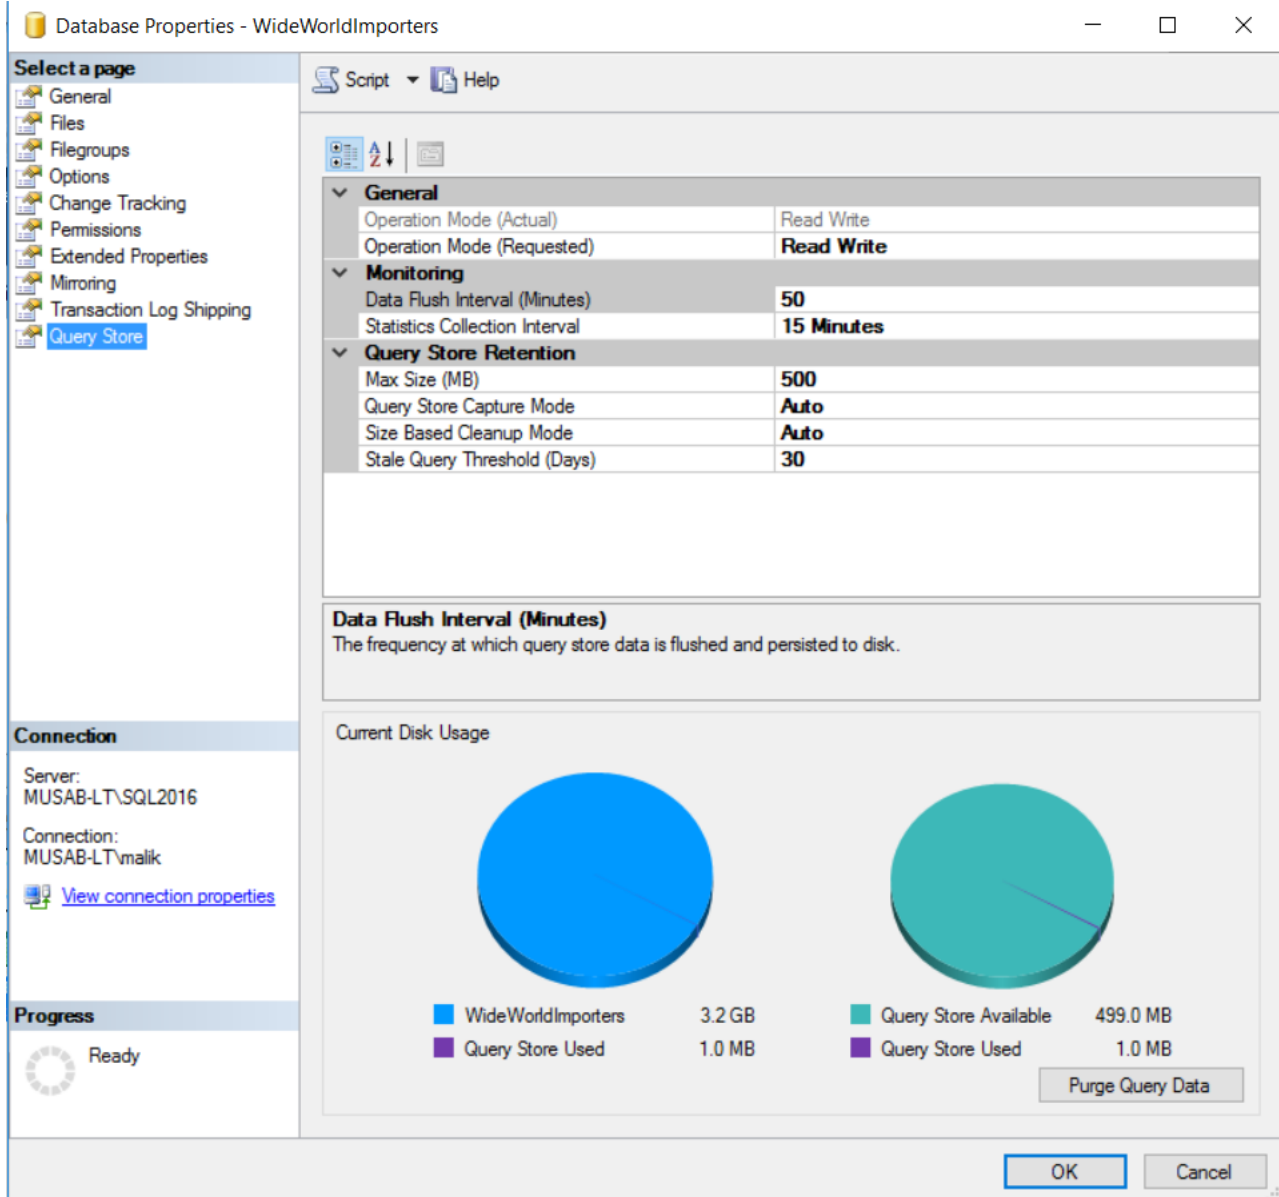 Database Properties - WideWorldImporters
Select a page
General
Files
Filegroups
Options
Change Tracking
Permissions
Extended Properties
Mirroring
Transaction Log Shipping
Query Store
Connection
Server:
MUSAB-LT\SQL2016
Connection:
MUSAB-LT\malik
View connection properties
Progress
Ready
Script Help
General
Operation Mode (Actual) Read Write
Operation Mode (Requested) Read Write
Monitoring
Data Flush Interval (Minutes) 50
Statistics Collection Interval 15 Minutes
Query Store Retention
Max Size (MB) 500
Query Store Capture Mode Auto
Size Based Cleanup Mode Auto
Stale Query Threshold (Days) 30
Data Flush Interval (Minutes)
The frequency at which query store data is flushed and persisted to disk.
Current Disk Usage
WideWorldImporters 3.2 GB
Query Store Used 1.0 MB
Query Store Available 499.0 MB
Query Store Used 1.0 MB
Purge Query Data
OK Cancel